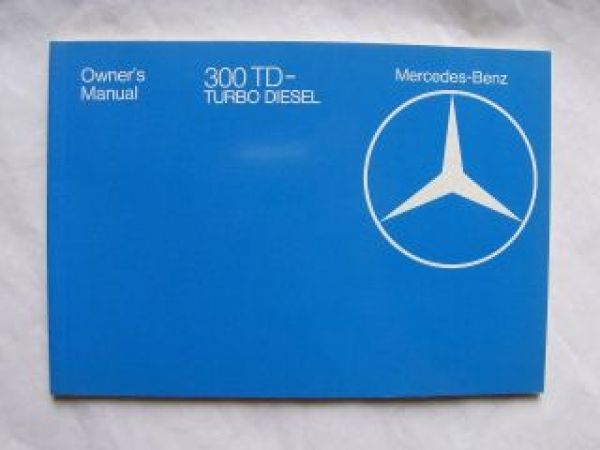 Owner's
Manual
300 TD-
TURBO DIESEL
Mercedes-Benz